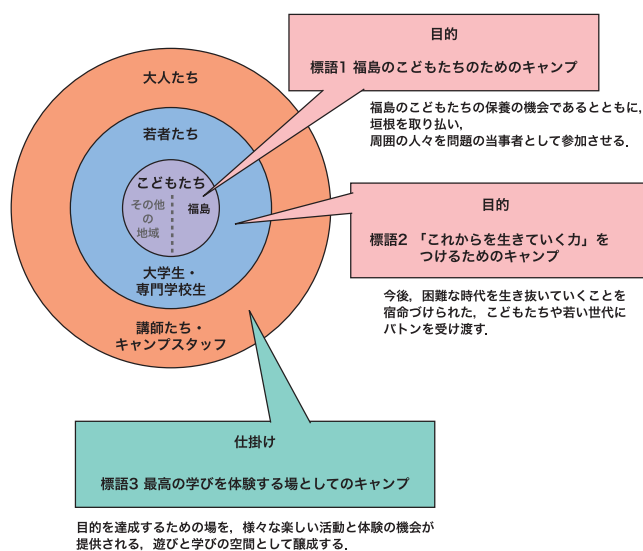 大人たち
若者たち
こどもたち
その他
の
地域
福島
大学生・
専門学校生
講師たち・
キャンプスタッフ
目的
標語1 福島のこどもたちのためのキャンプ
福島のこどもたちの保養の機会であるとともに,
垣根を取り払い,
周囲の人々を問題の当事者として参加させる.
目的
標語2 「これからを生きていく力」を
つけるためのキャンプ
今後, 困難な時代を生き抜いていくことを
宿命づけられた, こどもたちや若い世代に
バトンを受け渡す.
仕掛け
標語3 最高の学びを体験する場としてのキャンプ
目的を達成するための場を, 様々な楽しい活動と体験の機会が
提供される, 遊びと学びの空間として醸成する.